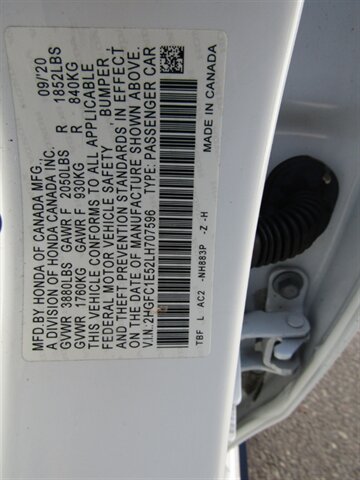 MFD. BY HONDA OF CANADA MFG., 09/20
A DIVISION OF HONDA CANADA INC.
GVWR 3880LBS GAWR F 2050LBS R 1852LBS
GVWR 1760KG GAWR F 930KG R 840KG
THIS VEHICLE CONFORMS TO ALL APPLICABLE
FEDERAL MOTOR VEHICLE SAFETY , BUMPER ,
AND THEFT PREVENTION STANDARDS IN EFFECT
ON THE DATE OF MANUFACTURE SHOWN ABOVE.
V.I.N: 2HGFC1E52LH707596 TYPE: PASSENGER CAR
TBF L AC2 -NH883P -Z -H
MADE IN CANADA